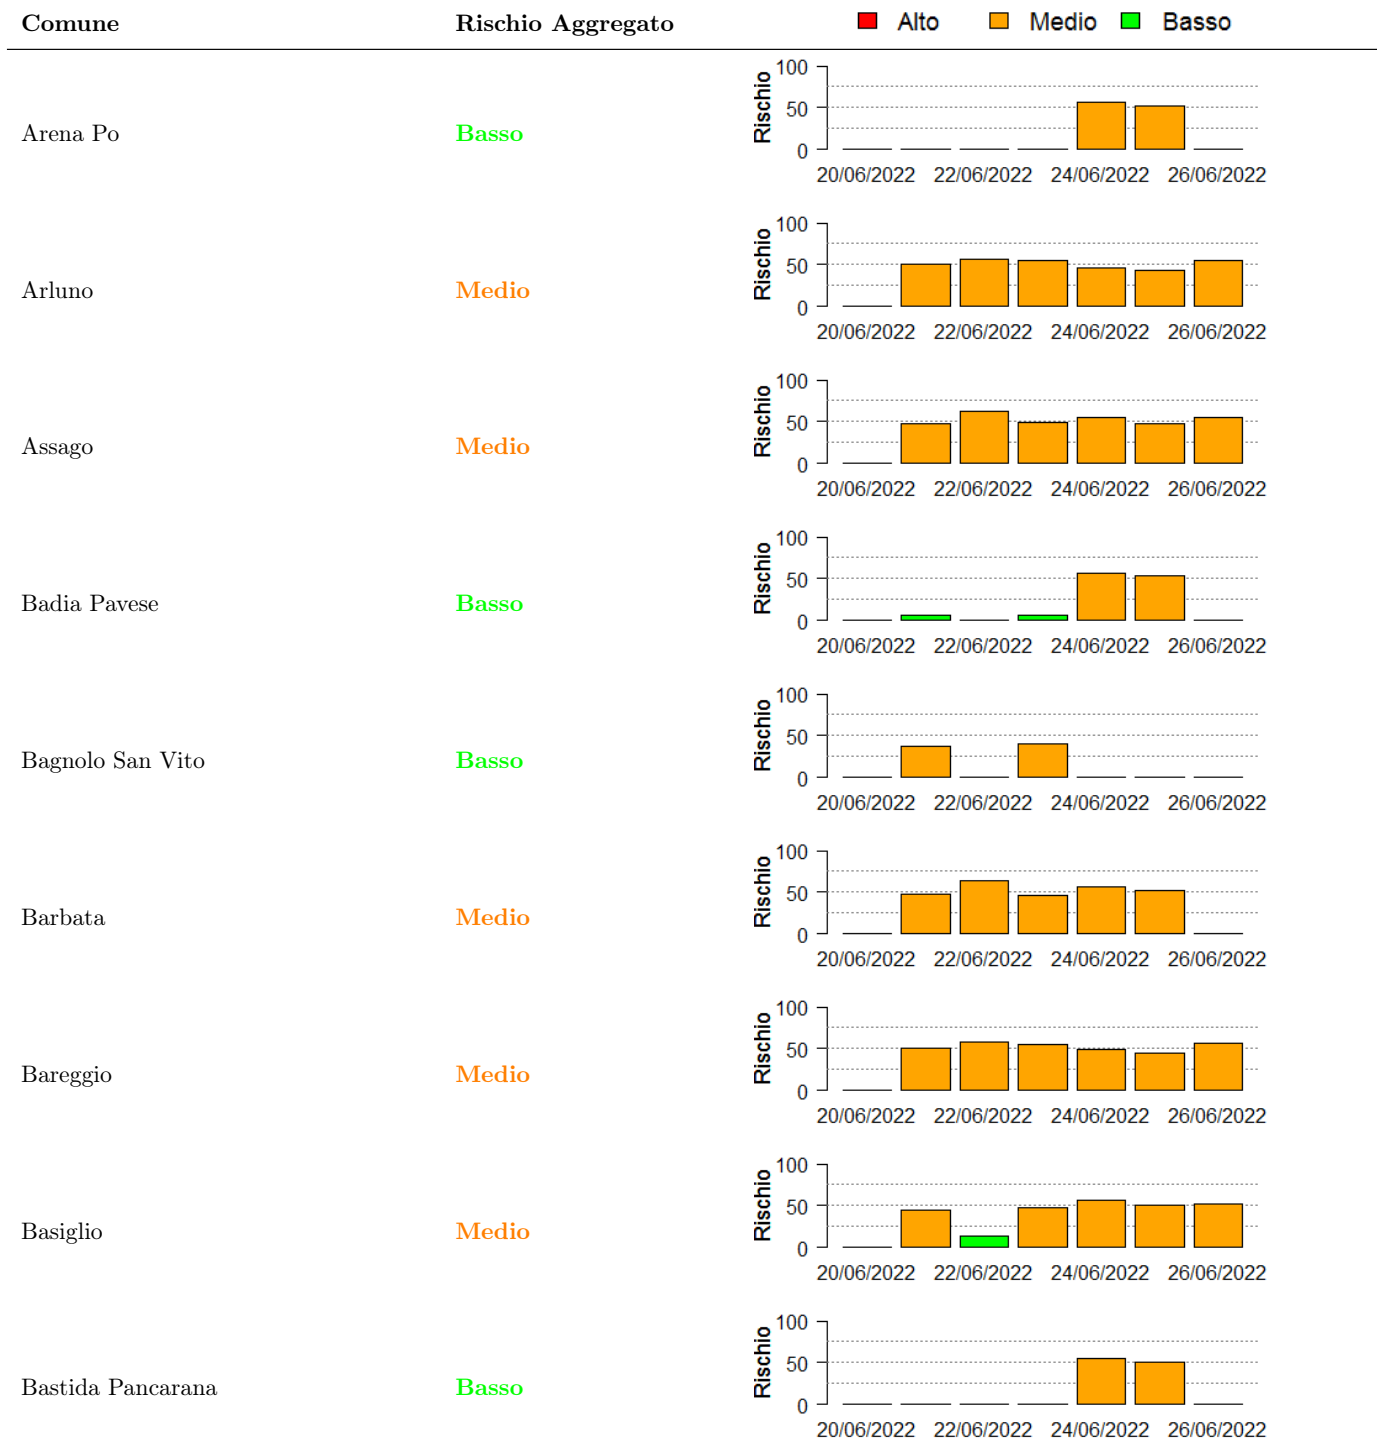 Comune Rischio Aggregato Alto Medio Basso
100
50
0
Rischio
Arena Po Basso
20/06/2022 22/06/2022 24/06/2022 26/06/2022
100
50
0
Rischio
Arluno Medio
20/06/2022 22/06/2022 24/06/2022 26/06/2022
100
50
0
Rischio
Assago Medio
20/06/2022 22/06/2022 24/06/2022 26/06/2022
100
50
0
Rischio
Badia Pavese Basso
20/06/2022 22/06/2022 24/06/2022 26/06/2022
100
50
0
Rischio
Bagnolo San Vito Basso
20/06/2022 22/06/2022 24/06/2022 26/06/2022
100
50
0
Rischio
Barbata Medio
20/06/2022 22/06/2022 24/06/2022 26/06/2022
100
50
0
Rischio
Bareggio Medio
20/06/2022 22/06/2022 24/06/2022 26/06/2022
100
50
0
Rischio
Basiglio Medio
20/06/2022 22/06/2022 24/06/2022 26/06/2022
100
50
0
Rischio
Bastida Pancarana Basso
20/06/2022 22/06/2022 24/06/2022 26/06/2022